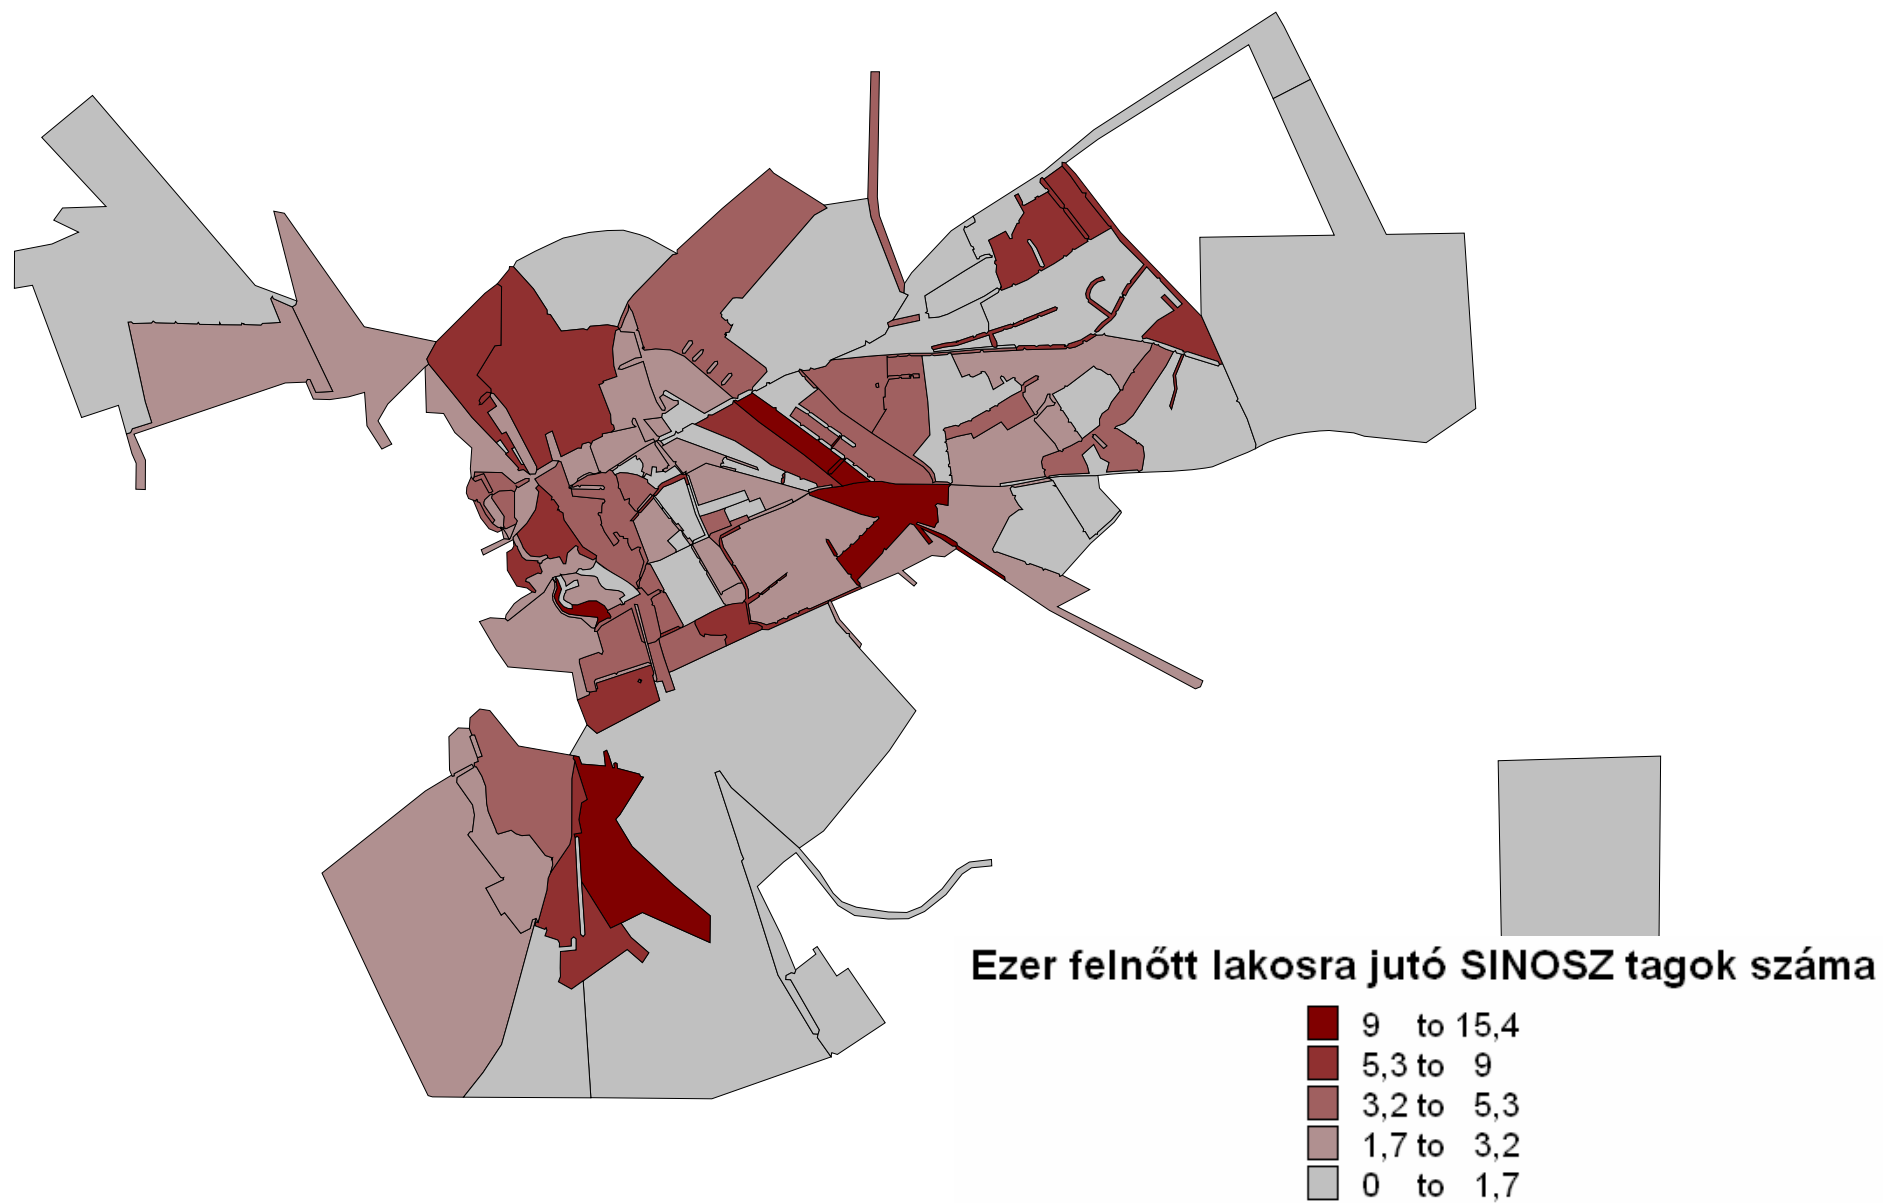 Ezer felnőtt lakosra jutó SINOSZ tagok száma
9 to 15,4
5,3 to 9
3,2 to 5,3
1,7 to 3,2
0 to 1,7